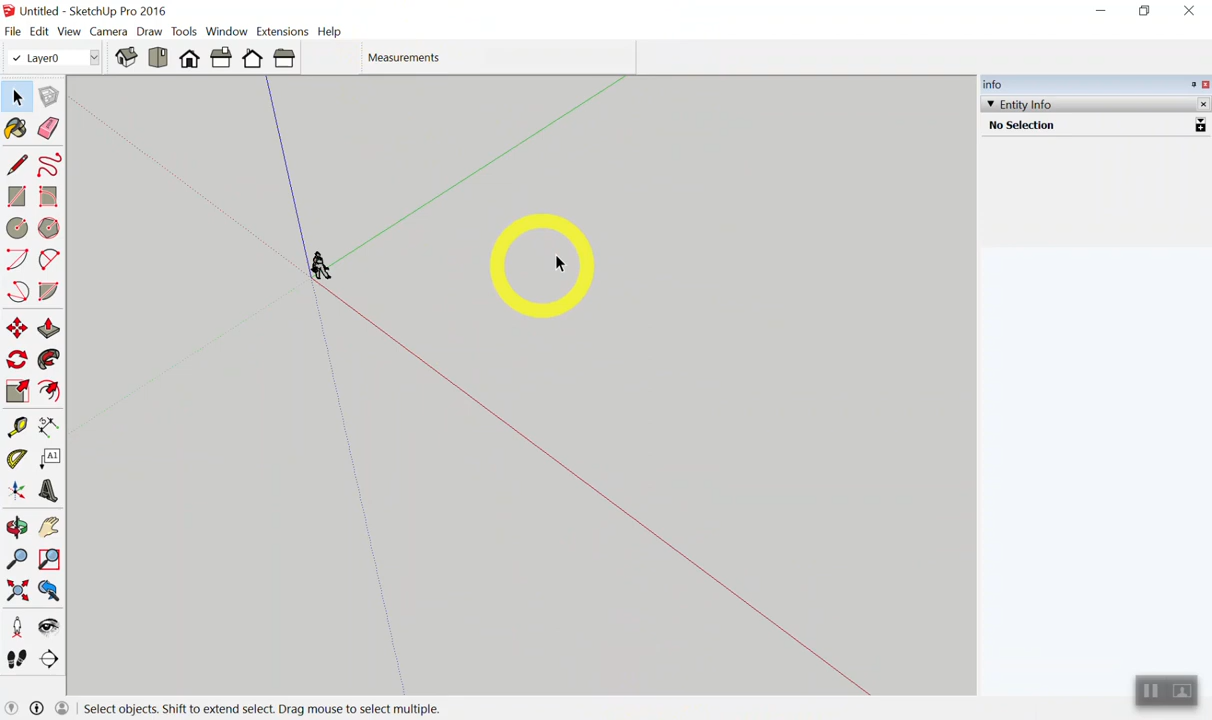 Untitled - SketchUp Pro 2016
File Edit View Camera Draw Tools Window Extensions Help
Layer0
Measurements
info
Entity Info
No Selection
A1
Select objects. Shift to extend select. Drag mouse to select multiple.